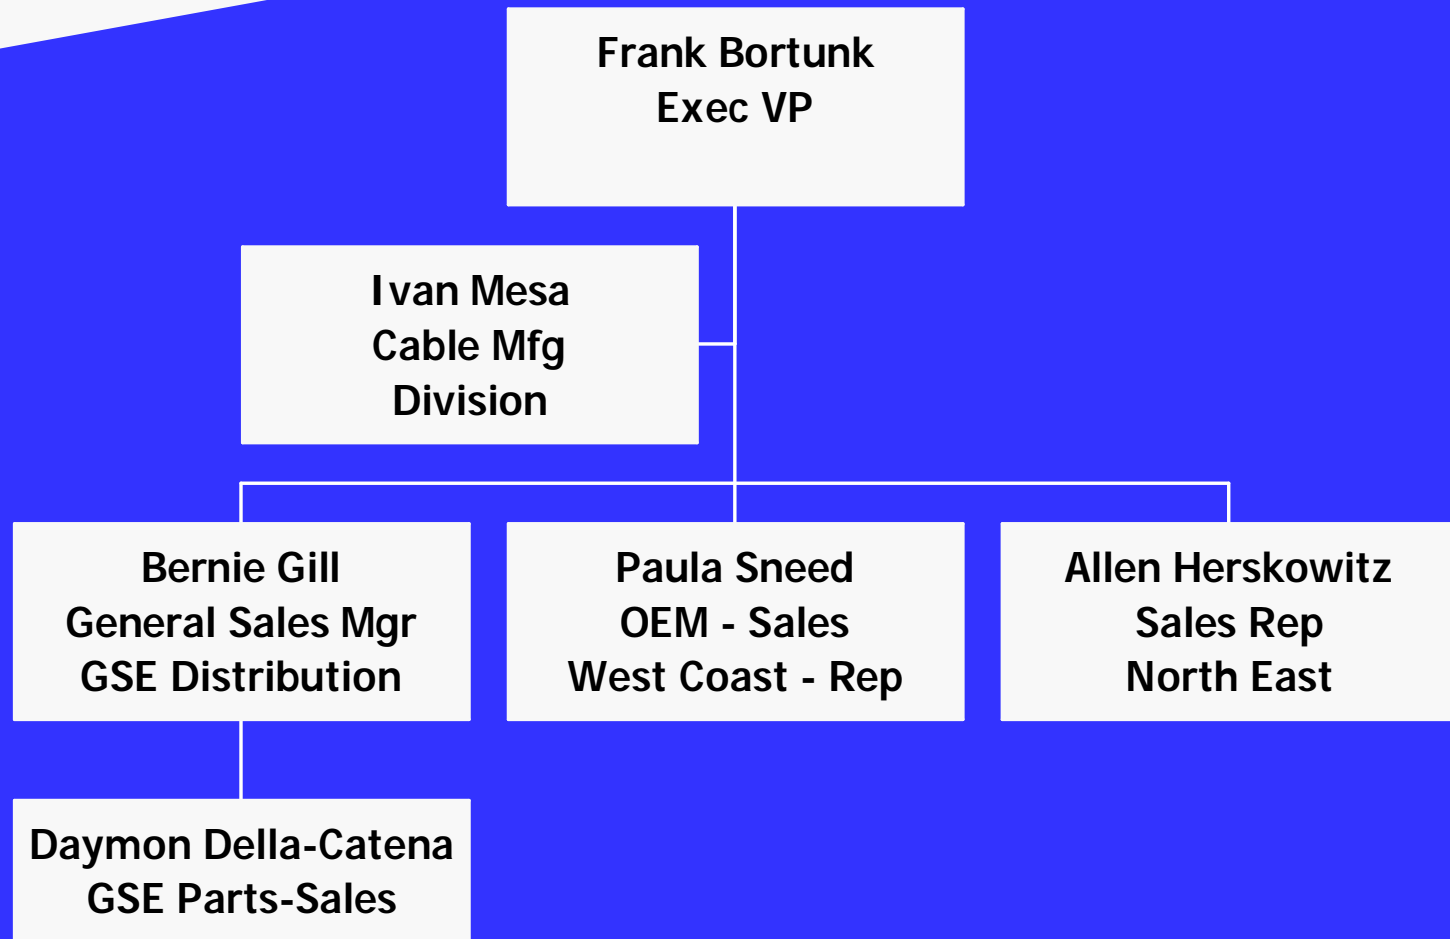 Frank Bortunk
Exec VP
Ivan Mesa
Cable Mfg
Division
Bernie Gill
General Sales Mgr
GSE Distribution
Paula Sneed
OEM - Sales
West Coast - Rep
Allen Herskowitz
Sales Rep
North East
Daymon Della-Catena
GSE Parts-Sales